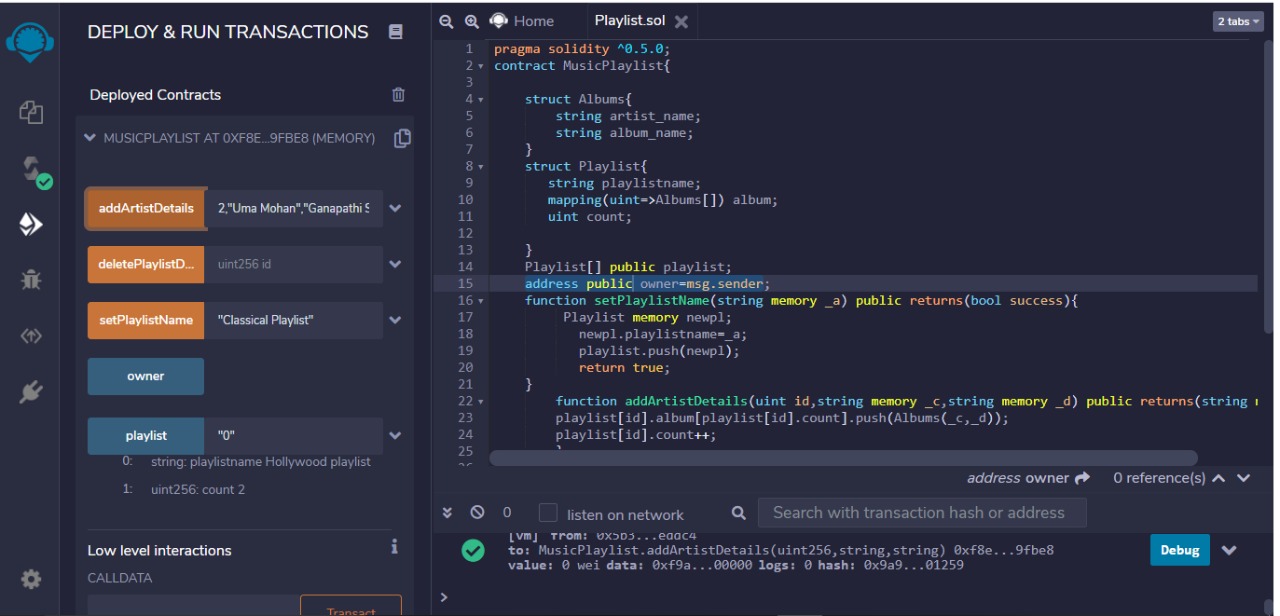 DEPLOY & RUN TRANSACTIONS
Deployed Contracts
MUSICPLAYLIST AT 0XF8E...9FBE8 (MEMORY)
addArtistDetails 2,"Uma Mohan","Ganapathi S
deletePlaylistD... uint256 id
setPlaylistName "Classical Playlist"
owner
playlist "0"
0: string: playlistname Hollywood playlist
1: uint256: count 2
Low level interactions
CALLDATA
Transact
Home Playlist.sol 2 tabs
1 pragma solidity ^0.5.0;
2 contract MusicPlaylist{
3
4 struct Albums{
5 string artist_name;
6 string album_name;
7 }
8 struct Playlist{
9 string playlistname;
10 mapping(uint=>Albums[]) album;
11 uint count;
12
13 }
14 Playlist[] public playlist;
15 address public owner=msg.sender;
16 function setPlaylistName(string memory _a) public returns(bool success){
17 Playlist memory newpl;
18 newpl.playlistname=_a;
19 playlist.push(newpl);
20 return true;
21 }
22 function addArtistDetails(uint id,string memory _c,string memory _d) public returns(string
23 playlist[id].album[playlist[id].count].push(Albums(_c,_d));
24 playlist[id].count++;
25 }
26
address owner 0 reference(s)
0 listen on network Search with transaction hash or address
[vm] from: 0x5b3...eddc4
to: MusicPlaylist.addArtistDetails(uint256,string,string) 0xf8e...9fbe8
value: 0 wei data: 0xf9a...00000 logs: 0 hash: 0x9a9...01259
Debug
>